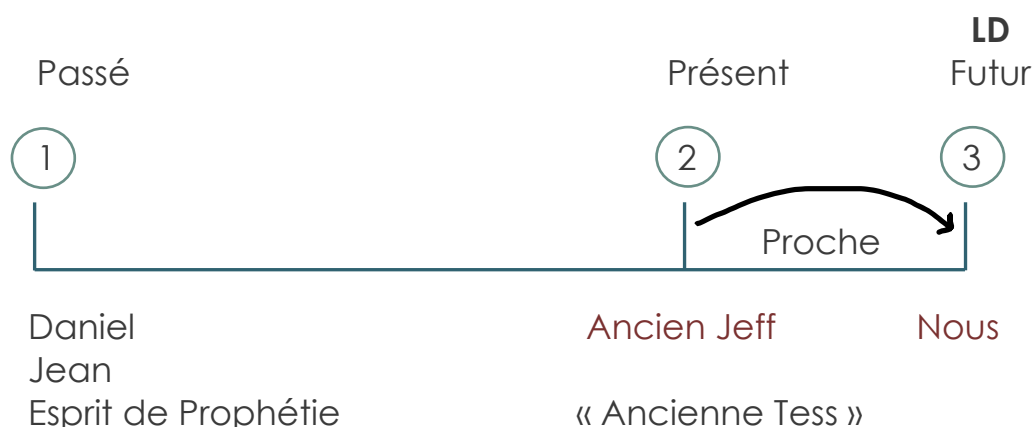 LD
Passé Présent Futur
1 2 3
Proche
Daniel Ancien Jeff Nous
Jean
Esprit de Prophétie « Ancienne Tess »